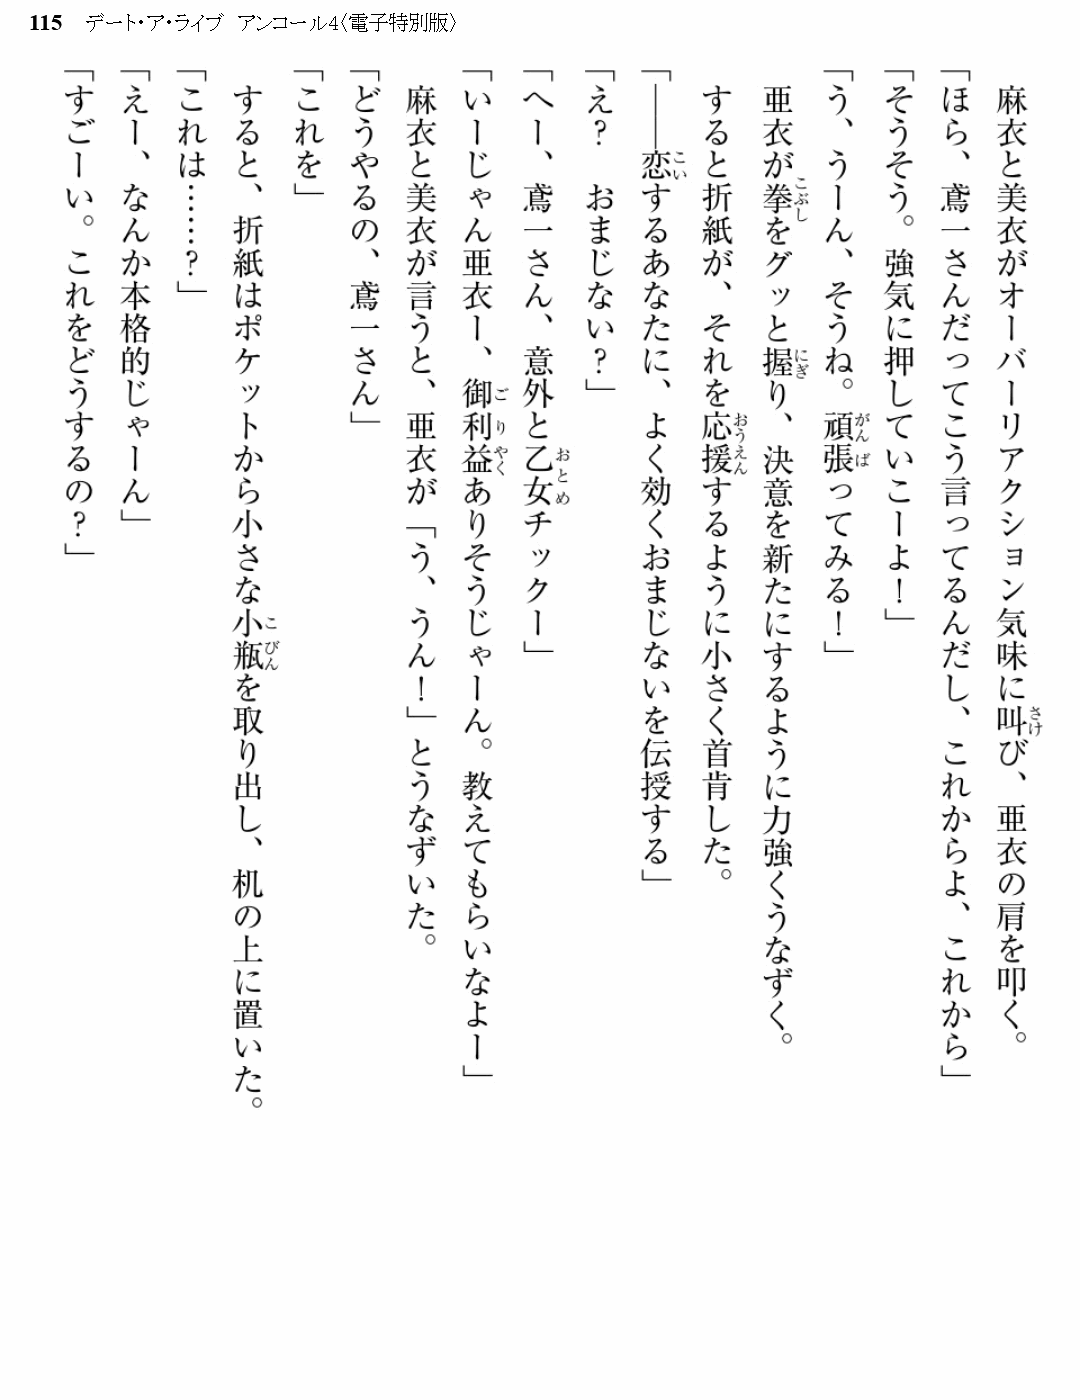 115 デート・ア・ライブ アンコール4〈電子特別版〉
麻衣と美衣がオーバーリアクション気味に叫び、亜衣の肩を叩く。
「ほら、鳶一さんだってこう言ってるんだし、これからよ、これから」
「そうそう。強気に押していこーよ！」
「う、うーん、そうね。頑張ってみる！」
亜衣が拳をグッと握り、決意を新たにするように力強くうなずく。
すると折紙が、それを応援するように小さく首肯した。
「――恋するあなたに、よく効くおまじないを伝授する」
「え？　おまじない？」
「へー、鳶一さん、意外と乙女チックー」
「いーじゃん亜衣ー、御利益ありそうじゃーん。教えてもらいなよー」
麻衣と美衣が言うと、亜衣が「う、うん！」とうなずいた。
「どうやるの、鳶一さん」
「これを」
すると、折紙はポケットから小さな小瓶を取り出し、机の上に置いた。
「これは……？」
「えー、なんか本格的じゃーん」
「すごーい。これをどうするの？」